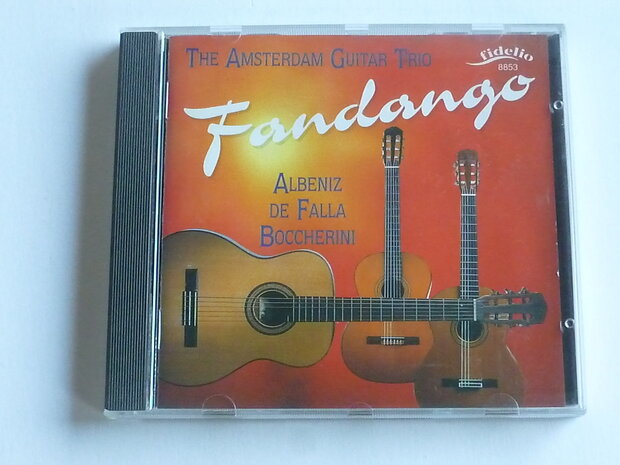 THE AMSTERDAM GUITAR TRIO
fidelio
8853
Fandango
ALBENIZ
DE FALLA
BOCCHERINI